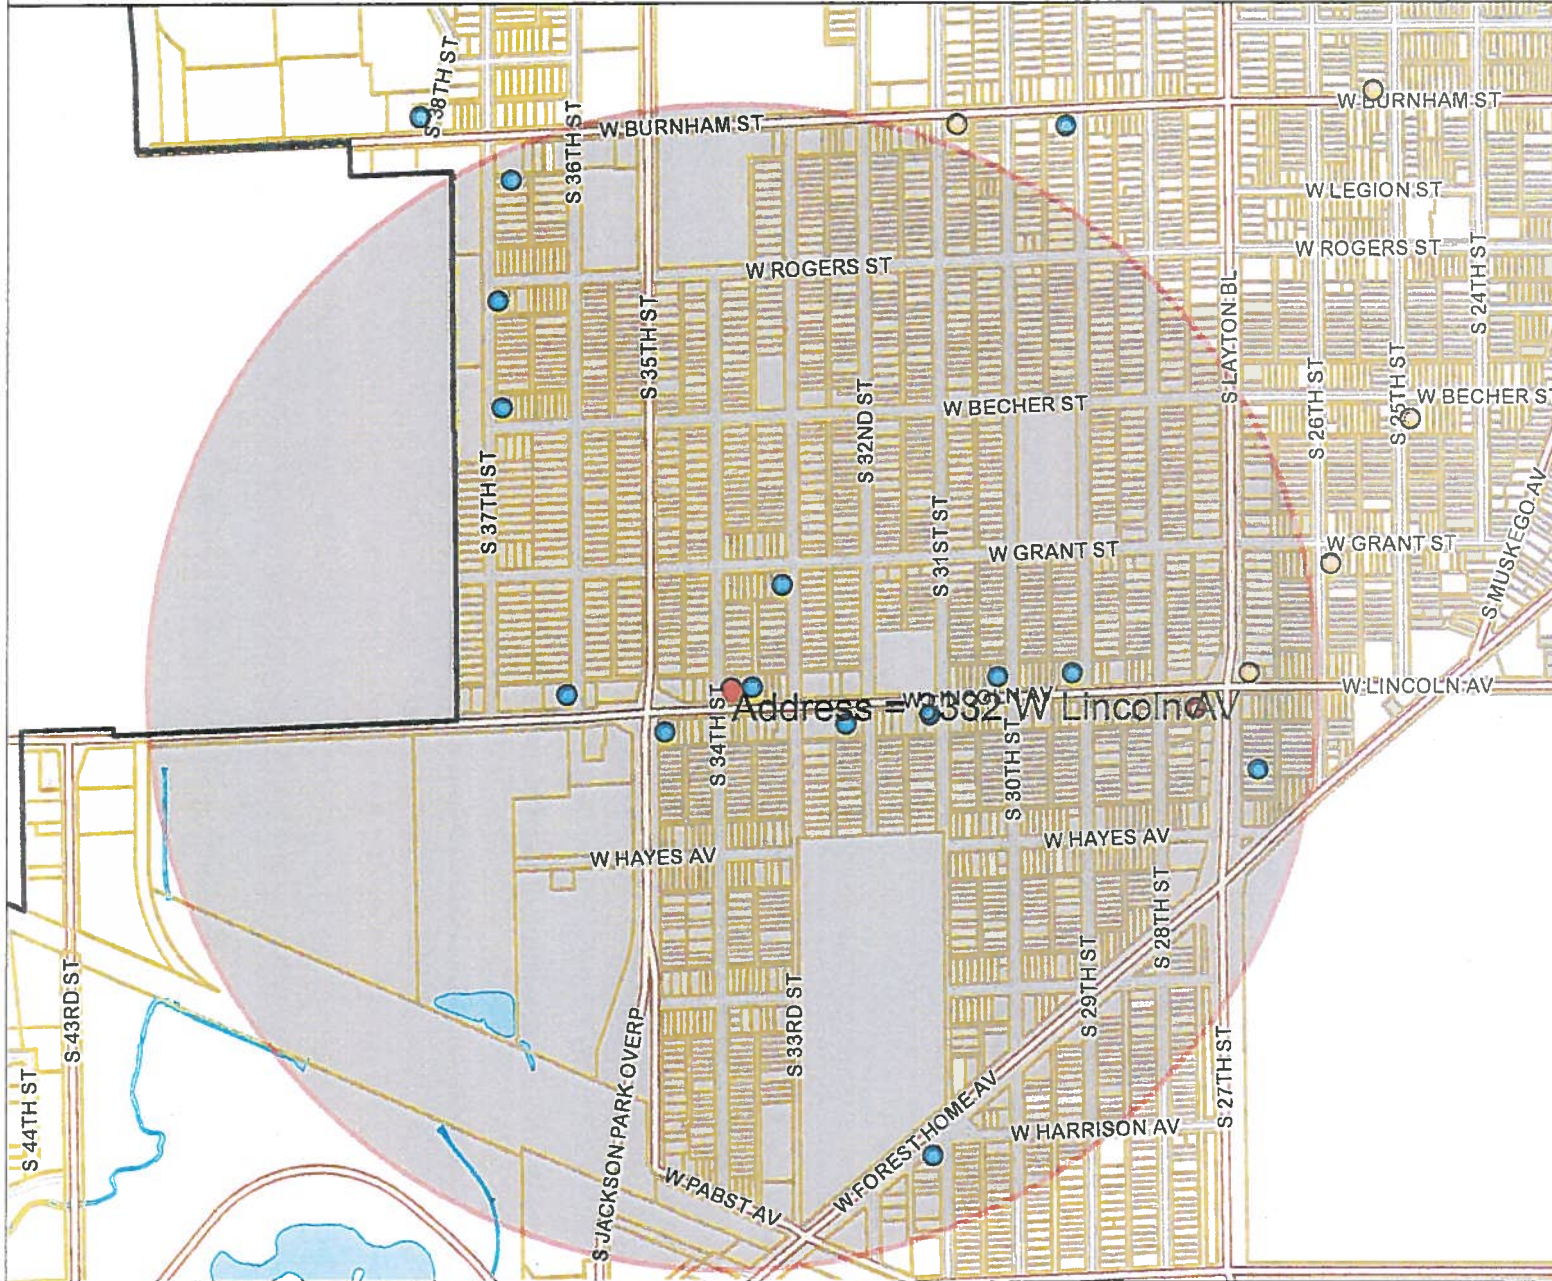 S 38TH ST
W BURNHAM ST
S 36TH ST
W BURNHAM ST
W LEGION ST
W ROGERS ST
W ROGERS ST
S 24TH ST
S 35TH ST
S LAYTON BL
S 32ND ST
W BECHER ST
S 26TH ST
S 25TH ST
W BECHER ST
S 37TH ST
S 31ST ST
W GRANT ST
W GRANT ST
S MUSKEGO AV
W LINCOLN AV
W LINCOLN AV
Address = 3332 W Lincoln AV
S 34TH ST
S 30TH ST
W HAYES AV
W HAYES AV
S 28TH ST
S 29TH ST
S 43RD ST
S 33RD ST
S 44TH ST
S JACKSON PARK OVERP
S 27TH ST
W FOREST HOME AV
W HARRISON AV
W PABST AV